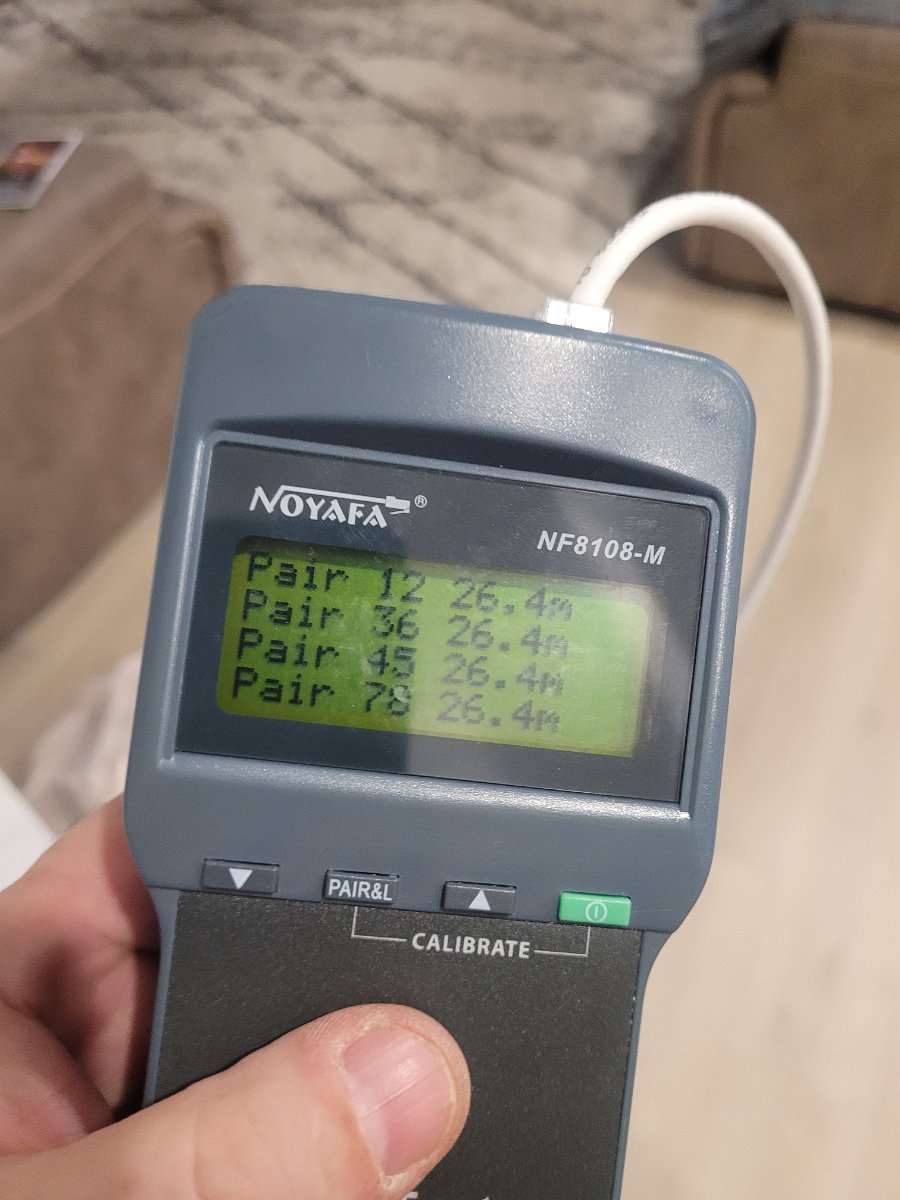 NOYAFA®
NF8108-M
Pair 12 26.4m
Pair 36 26.4m
Pair 45 26.4m
Pair 78 26.4m
▼ PAIR&L ▲
CALIBRATE